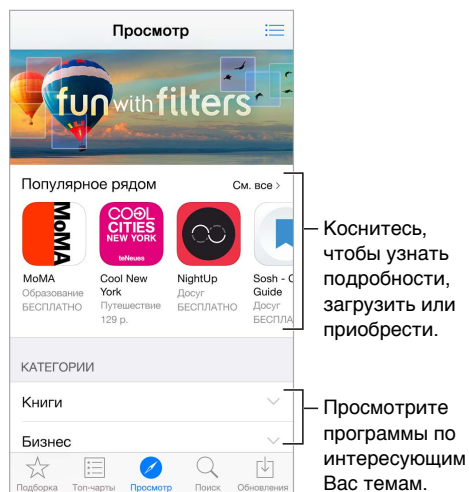 Просмотр
fun with filters
Популярное рядом
См. все >
MoMA
COOL
CITIES
NEW YORK
teNeues
MoMA
Образование
БЕСПЛАТНО
Cool New
York
Путешествие
129 р.
NightUp
Досуг
БЕСПЛАТНО
Sosh - C
Guide
Досуг
БЕСПЛА
Коснитесь,
чтобы узнать
подробности,
загрузить или
приобрести.
КАТЕГОРИИ
Книги
Бизнес
Просмотрите
программы по
интересующим
Вас темам.
Подборка
Топ-чарты
Просмотр
Поиск
Обновления